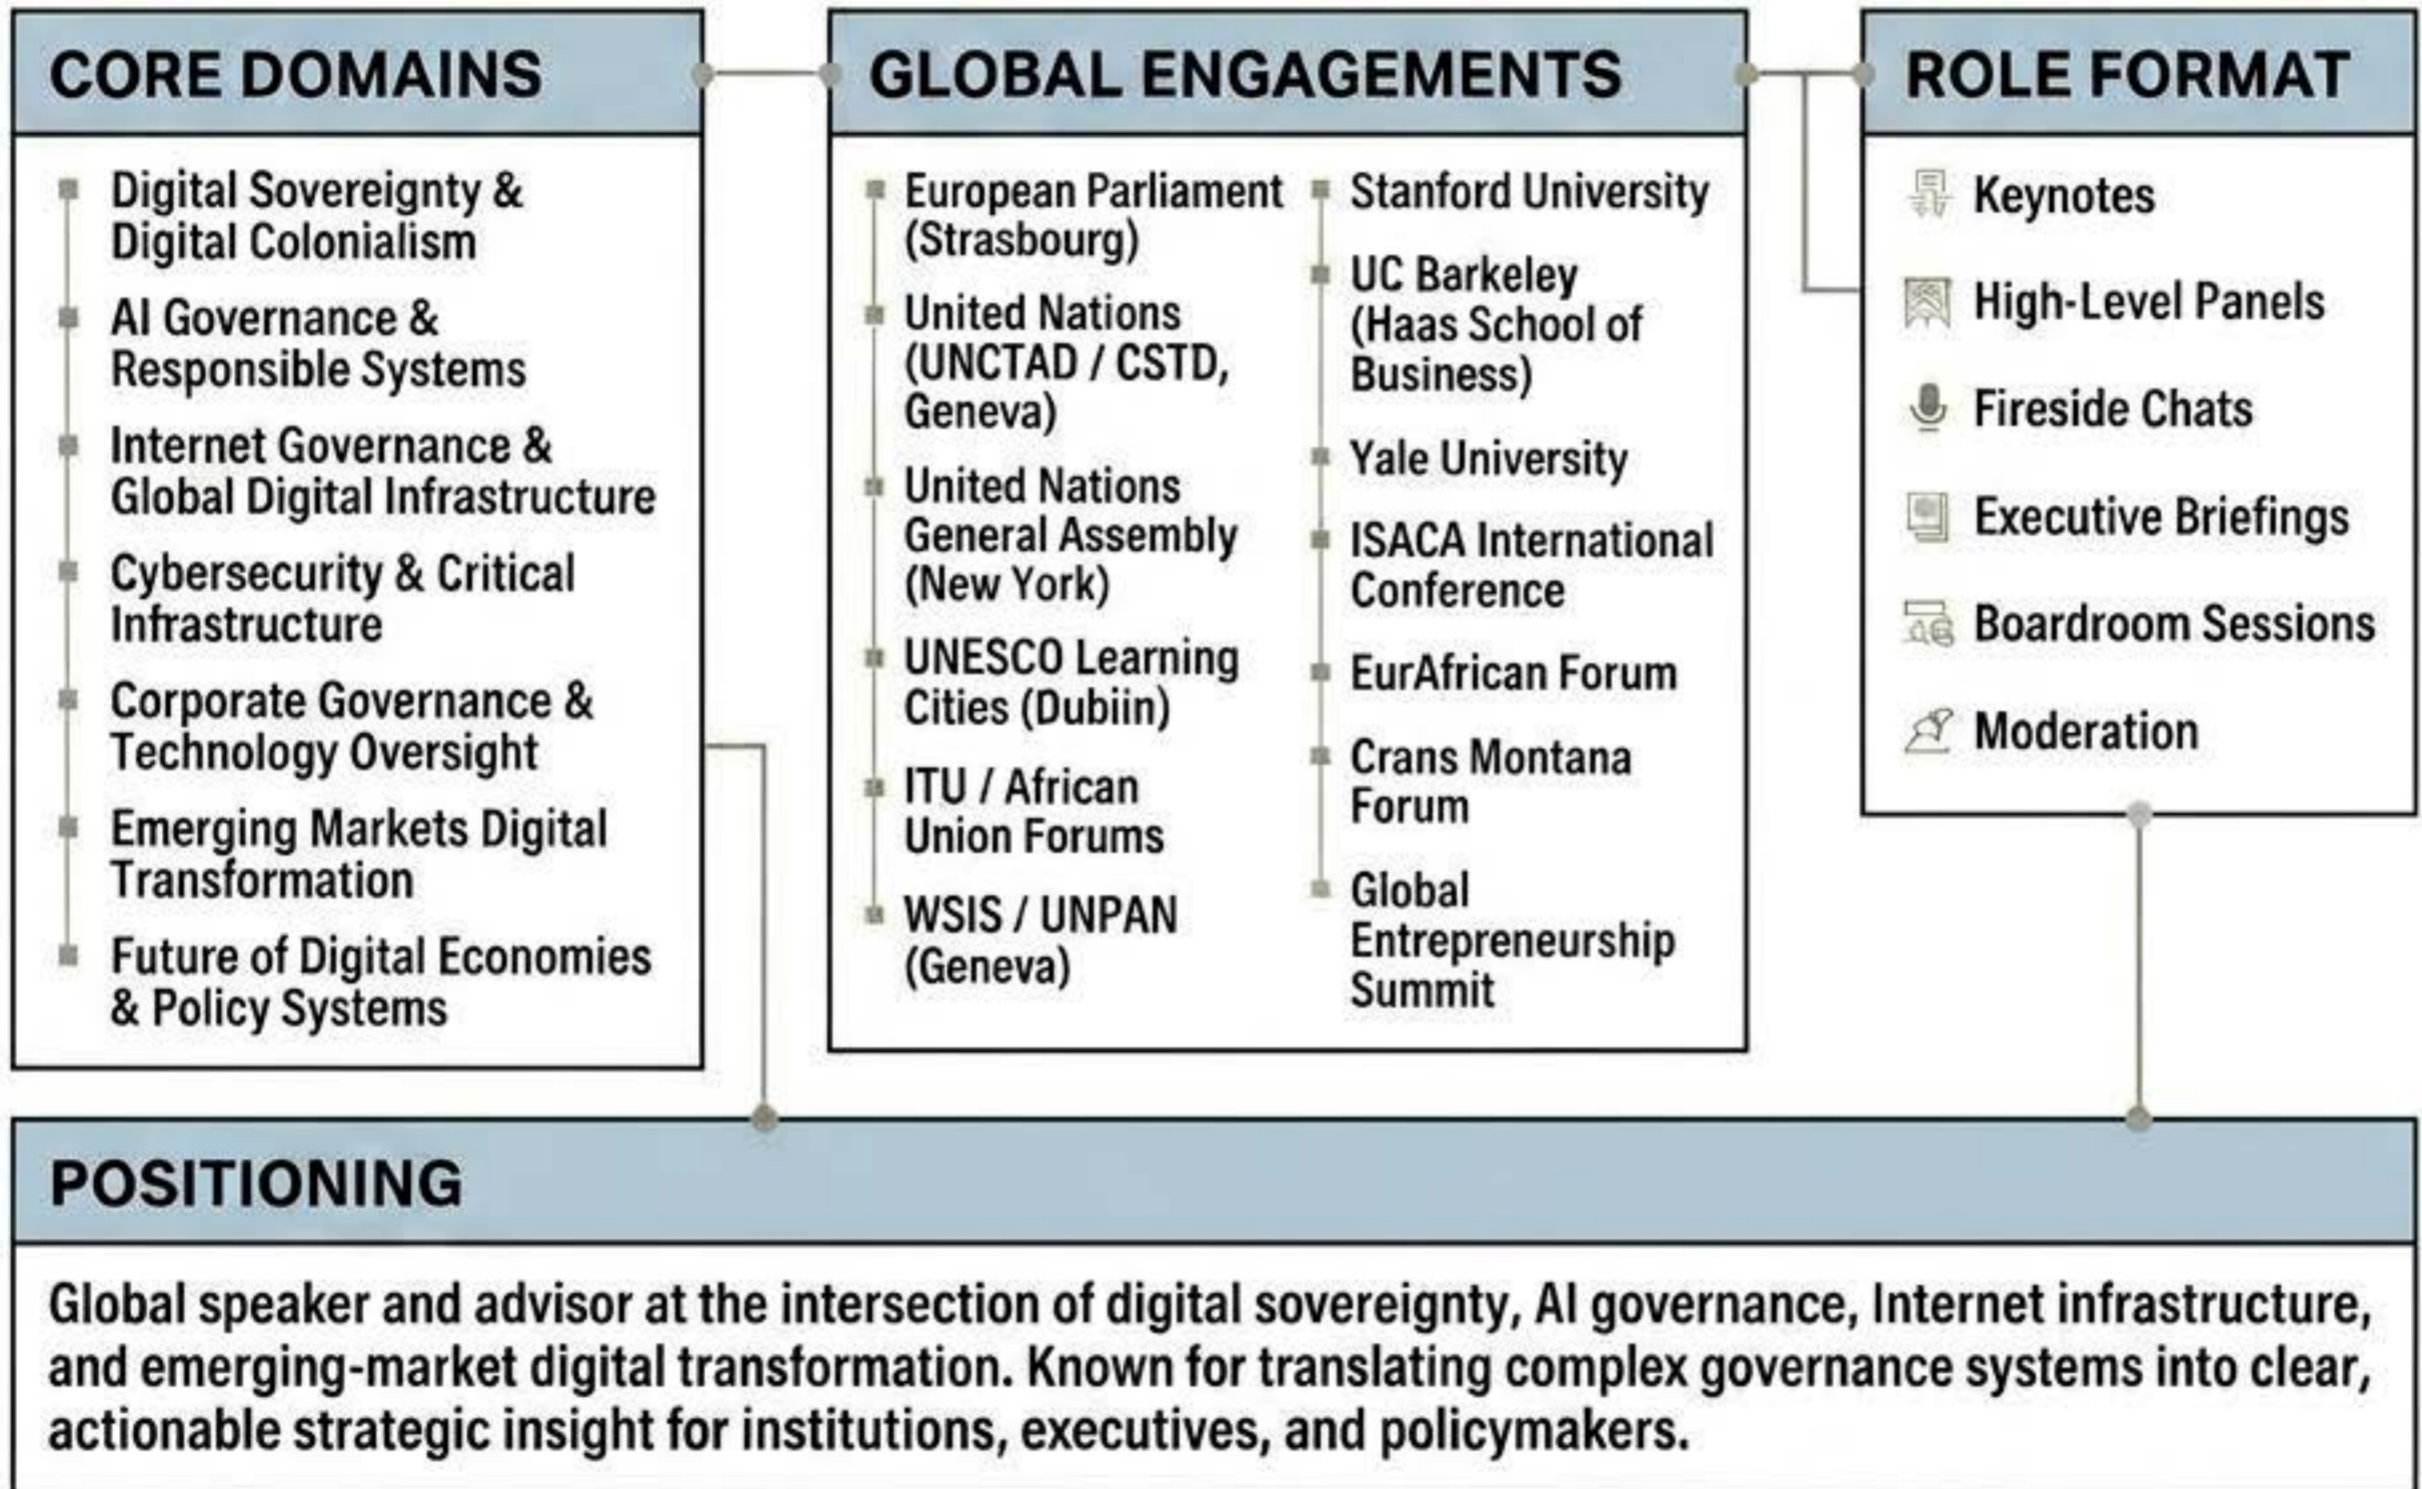 CORE DOMAINS
Digital Sovereignty &
Digital Colonialism
AI Governance &
Responsible Systems
Internet Governance &
Global Digital Infrastructure
Cybersecurity & Critical
Infrastructure
Corporate Governance &
Technology Oversight
Emerging Markets Digital
Transformation
Future of Digital Economies
& Policy Systems
GLOBAL ENGAGEMENTS
European Parliament
(Strasbourg)
United Nations
(UNCTAD / CSTD,
Geneva)
United Nations
General Assembly
(New York)
UNESCO Learning
Cities (Dubiin)
ITU / African
Union Forums
WSIS / UNPAN
(Geneva)
Stanford University
UC Barkeley
(Haas School of
Business)
Yale University
ISACA International
Conference
EurAfrican Forum
Crans Montana
Forum
Global
Entrepreneurship
Summit
ROLE FORMAT
Keynotes
High-Level Panels
Fireside Chats
Executive Briefings
Boardroom Sessions
Moderation
POSITIONING
Global speaker and advisor at the intersection of digital sovereignty, AI governance, Internet infrastructure,
and emerging-market digital transformation. Known for translating complex governance systems into clear,
actionable strategic insight for institutions, executives, and policymakers.